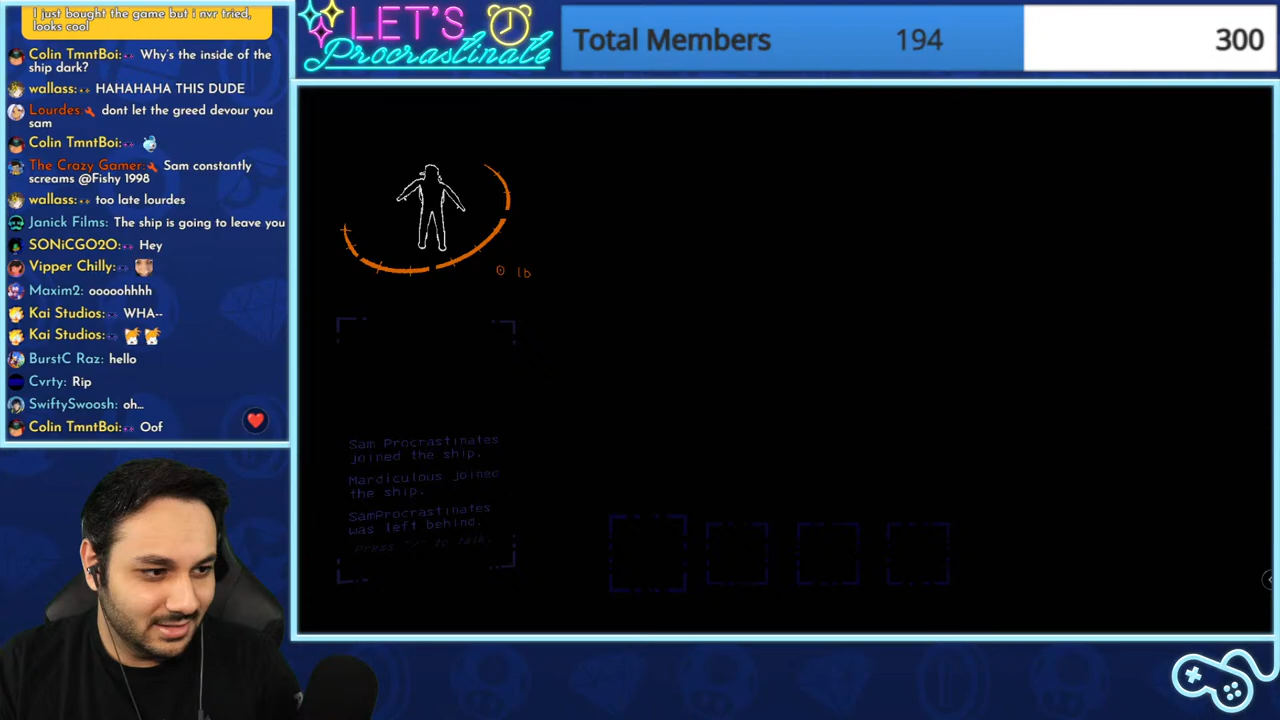 I just bought the game but i nvr tried,
looks cool
Colin TmntBoi: Why's the inside of the
ship dark?
wallass: HAHAHAHA THIS DUDE
Lourdes: dont let the greed devour you
sam
Colin TmntBoi:
The Crazy Gamer: Sam constantly
screams @Fishy 1998
wallass: too late lourdes
Janick Films: The ship is going to leave you
SONiCGO2O: Hey
Vipper Chilly:
Maxim2: ooooohhhh
Kai Studios: WHA--
Kai Studios:
BurstC Raz: hello
Cvrty: Rip
SwiftySwoosh: oh...
Colin TmntBoi: Oof
LET'S
Procrastinate
Total Members 194 300
0 lb
Sam Procrastinates
joined the ship.
Mardiculous joined
the ship.
SamProcrastinates
was left behind.
Press "/" to talk.